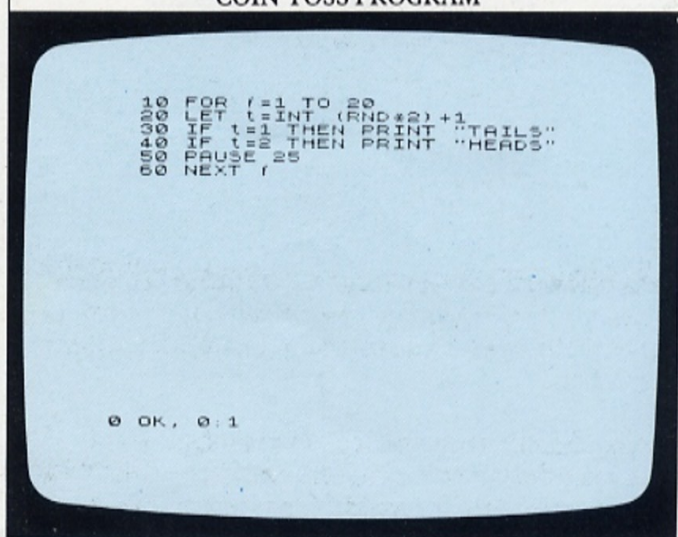 COIN TOSS PROGRAM
10 FOR f=1 TO 20
20 LET t=INT (RND*2)+1
30 IF t=1 THEN PRINT "TAILS"
40 IF t=2 THEN PRINT "HEADS"
50 PAUSE 25
60 NEXT f
0 OK, 0:1